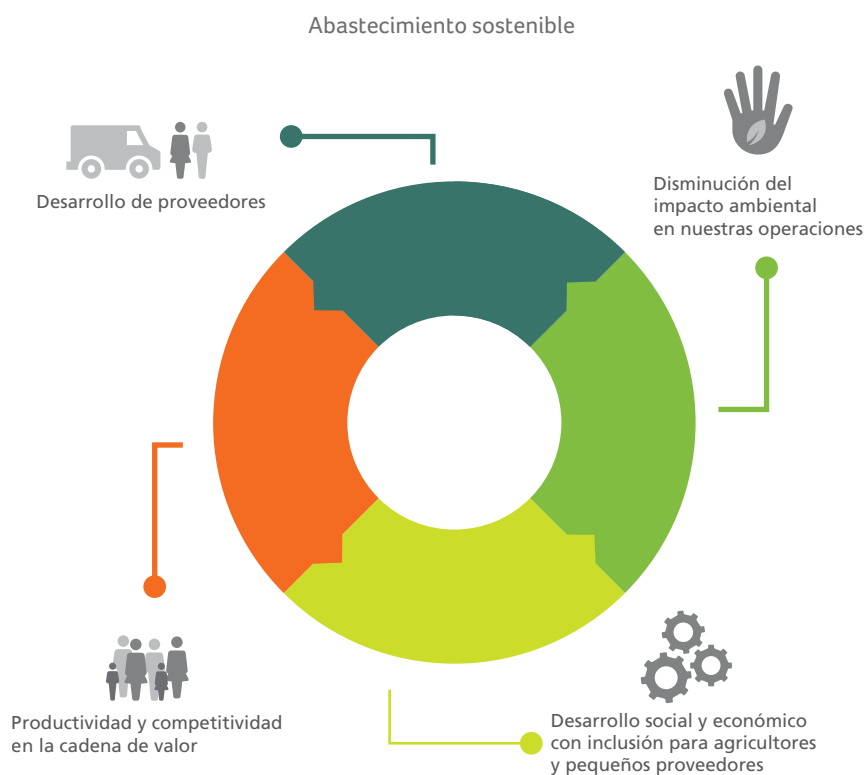 Abastecimiento sostenible
Desarrollo de proveedores
Disminución del
impacto ambiental
en nuestras operaciones
Productividad y competitividad
en la cadena de valor
Desarrollo social y económico
con inclusión para agricultores
y pequeños proveedores